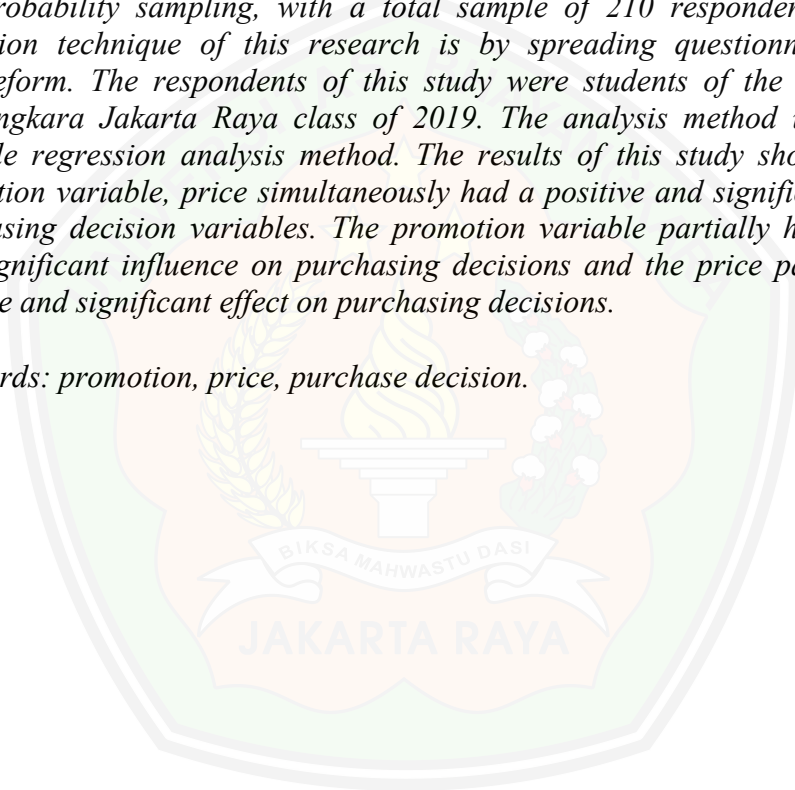 robability sampling, with a total sample of 210 responden
ion technique of this research is by spreading questionn
eform. The respondents of this study were students of the
ngkara Jakarta Raya class of 2019. The analysis method
le regression analysis method. The results of this study sho
tion variable, price simultaneously had a positive and signific
asing decision variables. The promotion variable partially h
gnificant influence on purchasing decisions and the price pa
e and significant effect on purchasing decisions.
rds: promotion, price, purchase decision.
BIKSA MAHWASTU DASI
JAKARTA RAYA